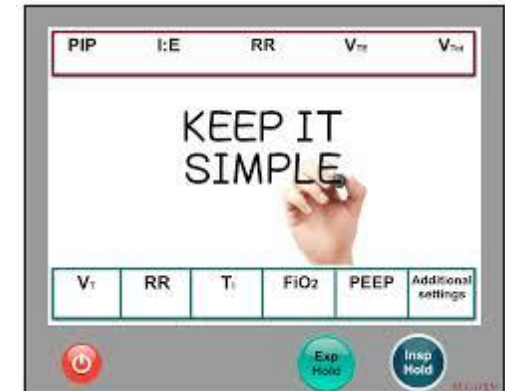 PIP I:E RR VTE VTot
KEEP IT
SIMPLE
VT RR TI FiO2 PEEP Additional settings
Exp Hold
Insp Hold